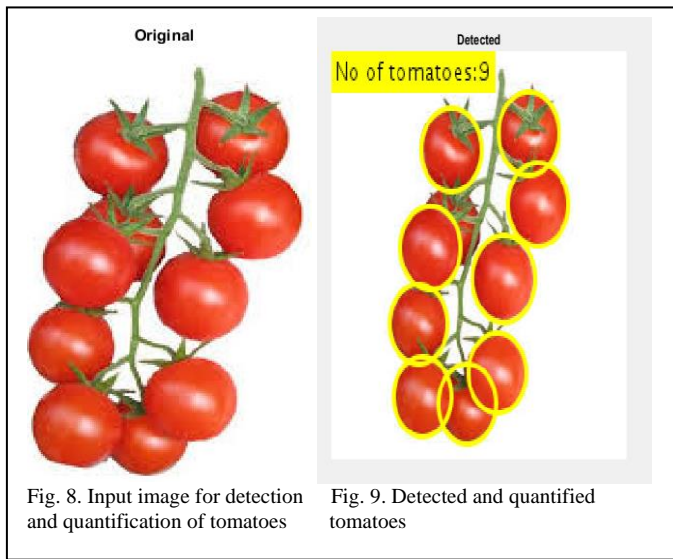 Original
Detected
No of tomatoes:9
Fig. 8. Input image for detection
and quantification of tomatoes
Fig. 9. Detected and quantified
tomatoes